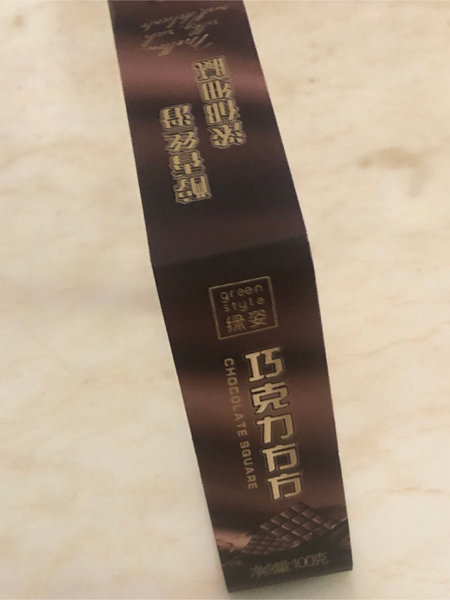 green
style
绿姿
巧克力方方
CHOCOLATE SQUARE
净含量:100克
醇香丝滑
浓郁细腻